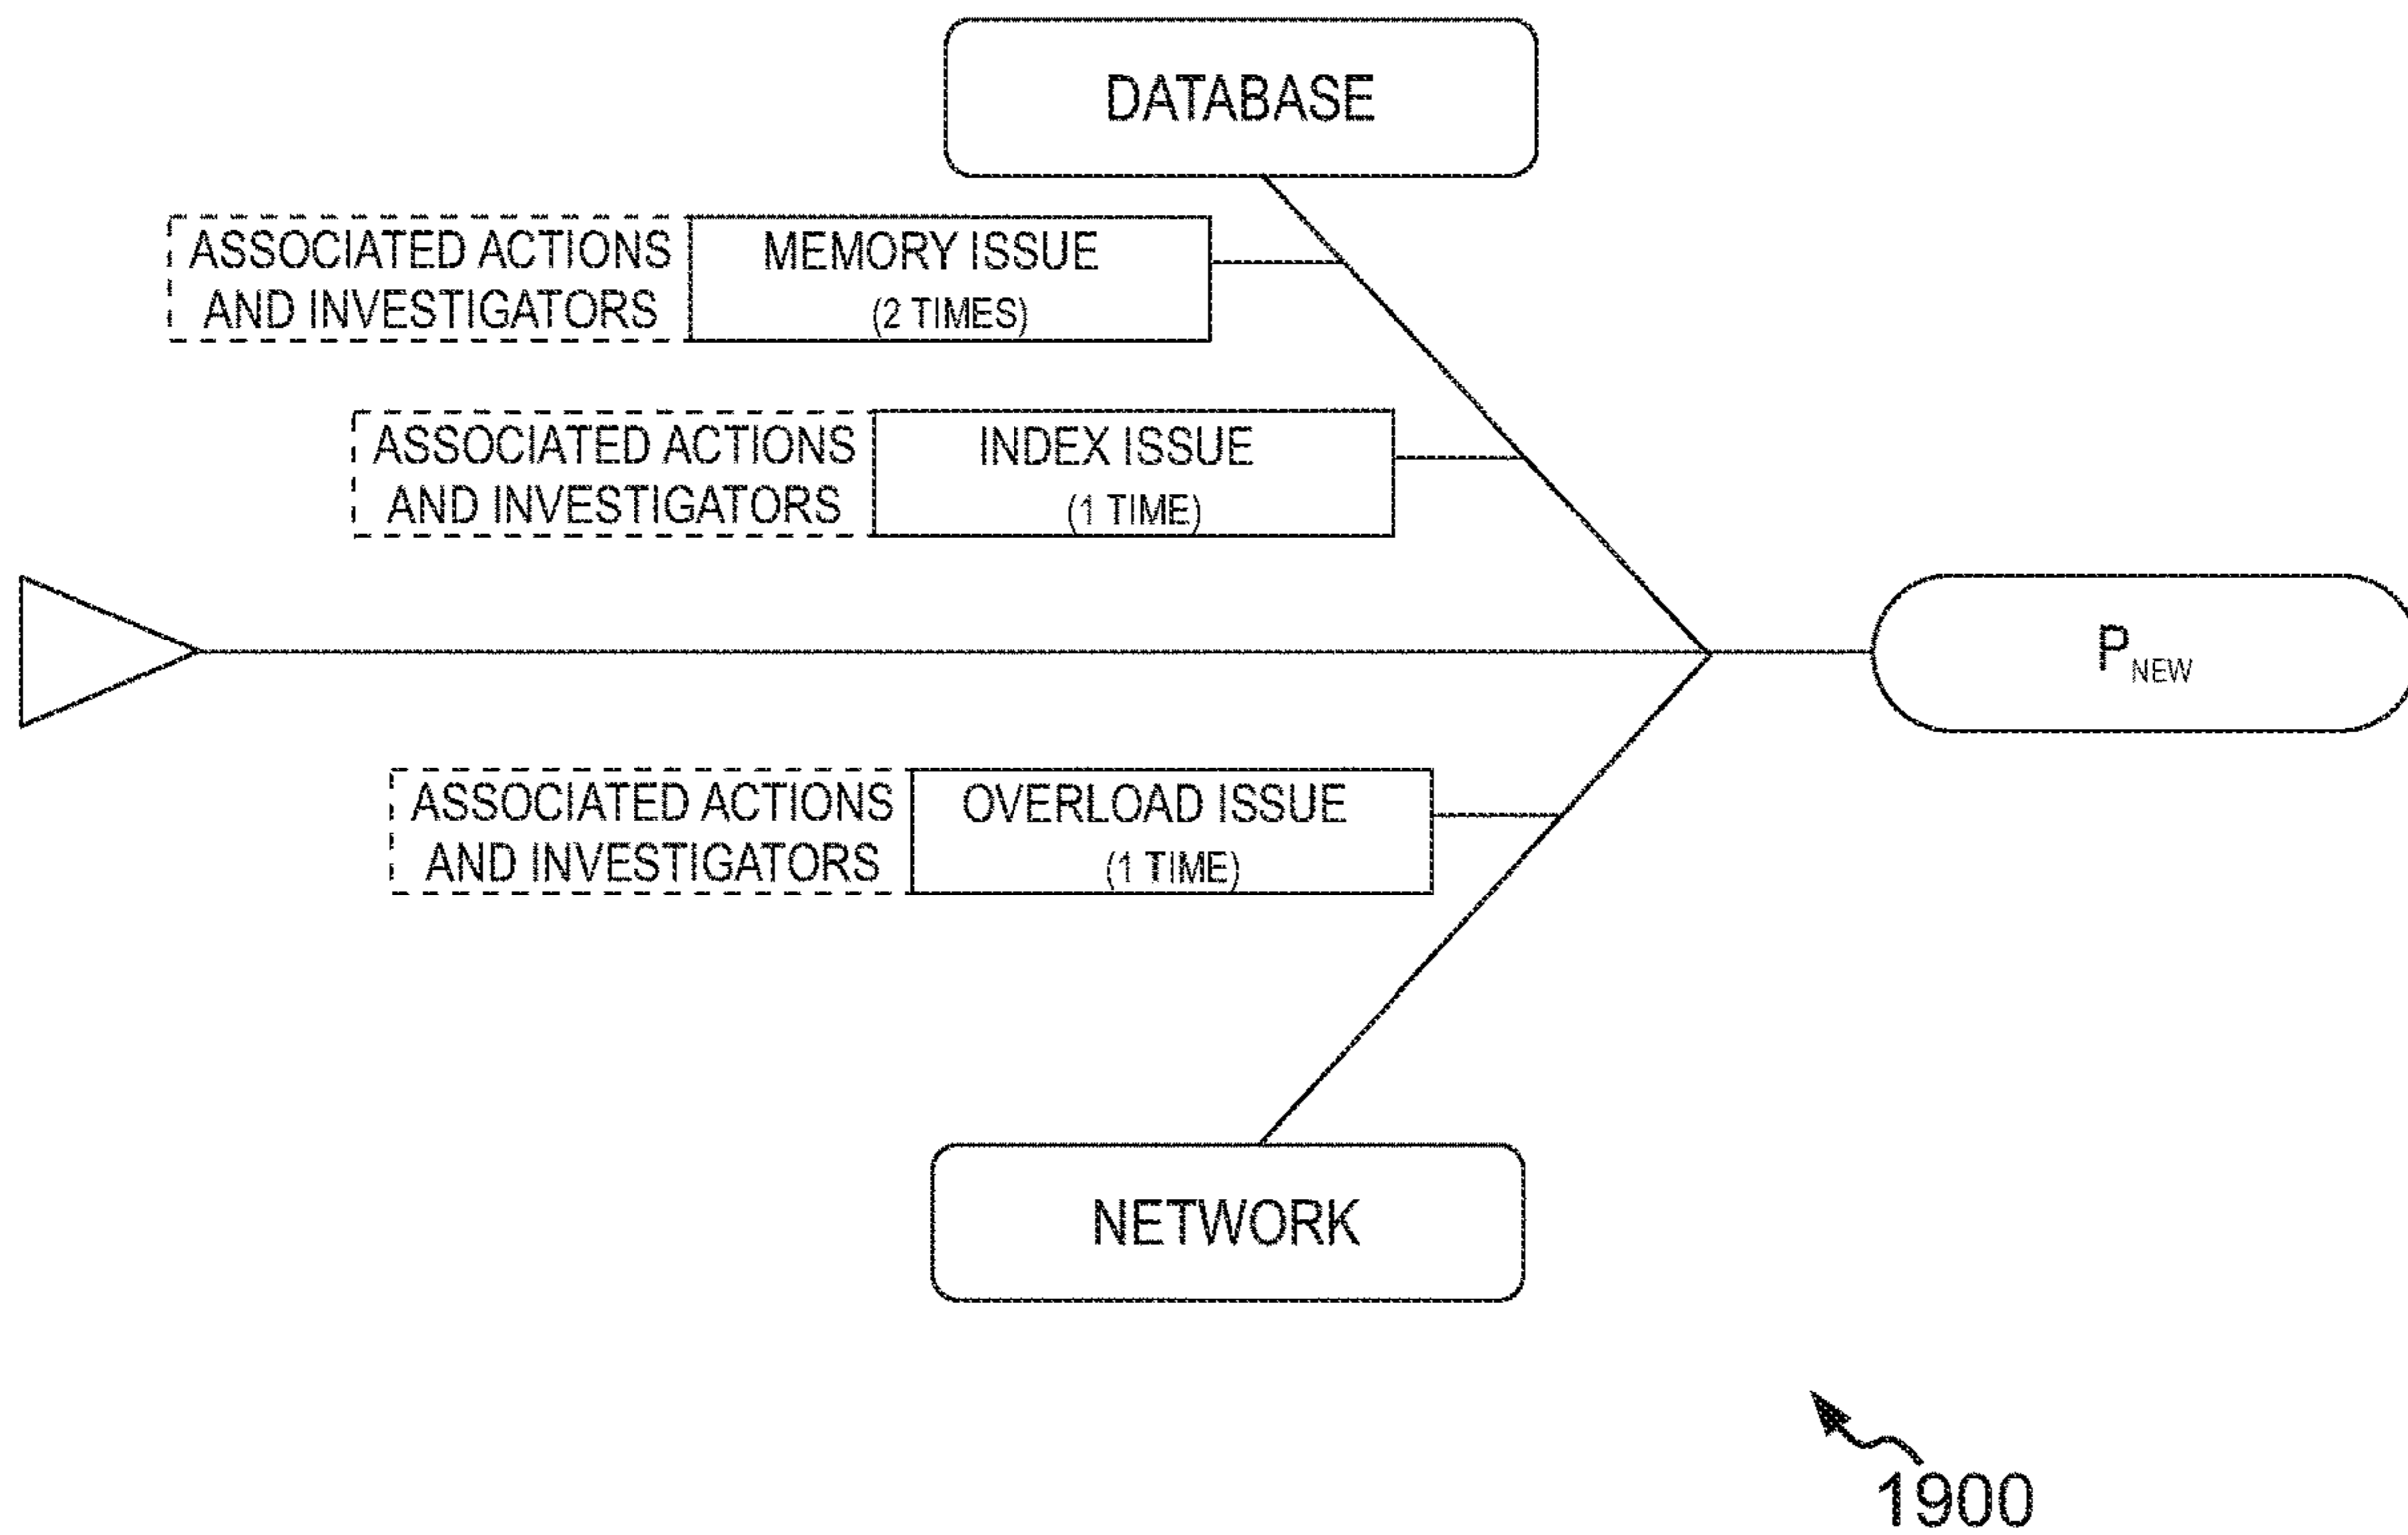 DATABASE
ASSOCIATED ACTIONS
AND INVESTIGATORS
MEMORY ISSUE
(2 TIMES)
ASSOCIATED ACTIONS
AND INVESTIGATORS
INDEX ISSUE
(1 TIME)
P NEW
ASSOCIATED ACTIONS
AND INVESTIGATORS
OVERLOAD ISSUE
(1 TIME)
NETWORK
1900